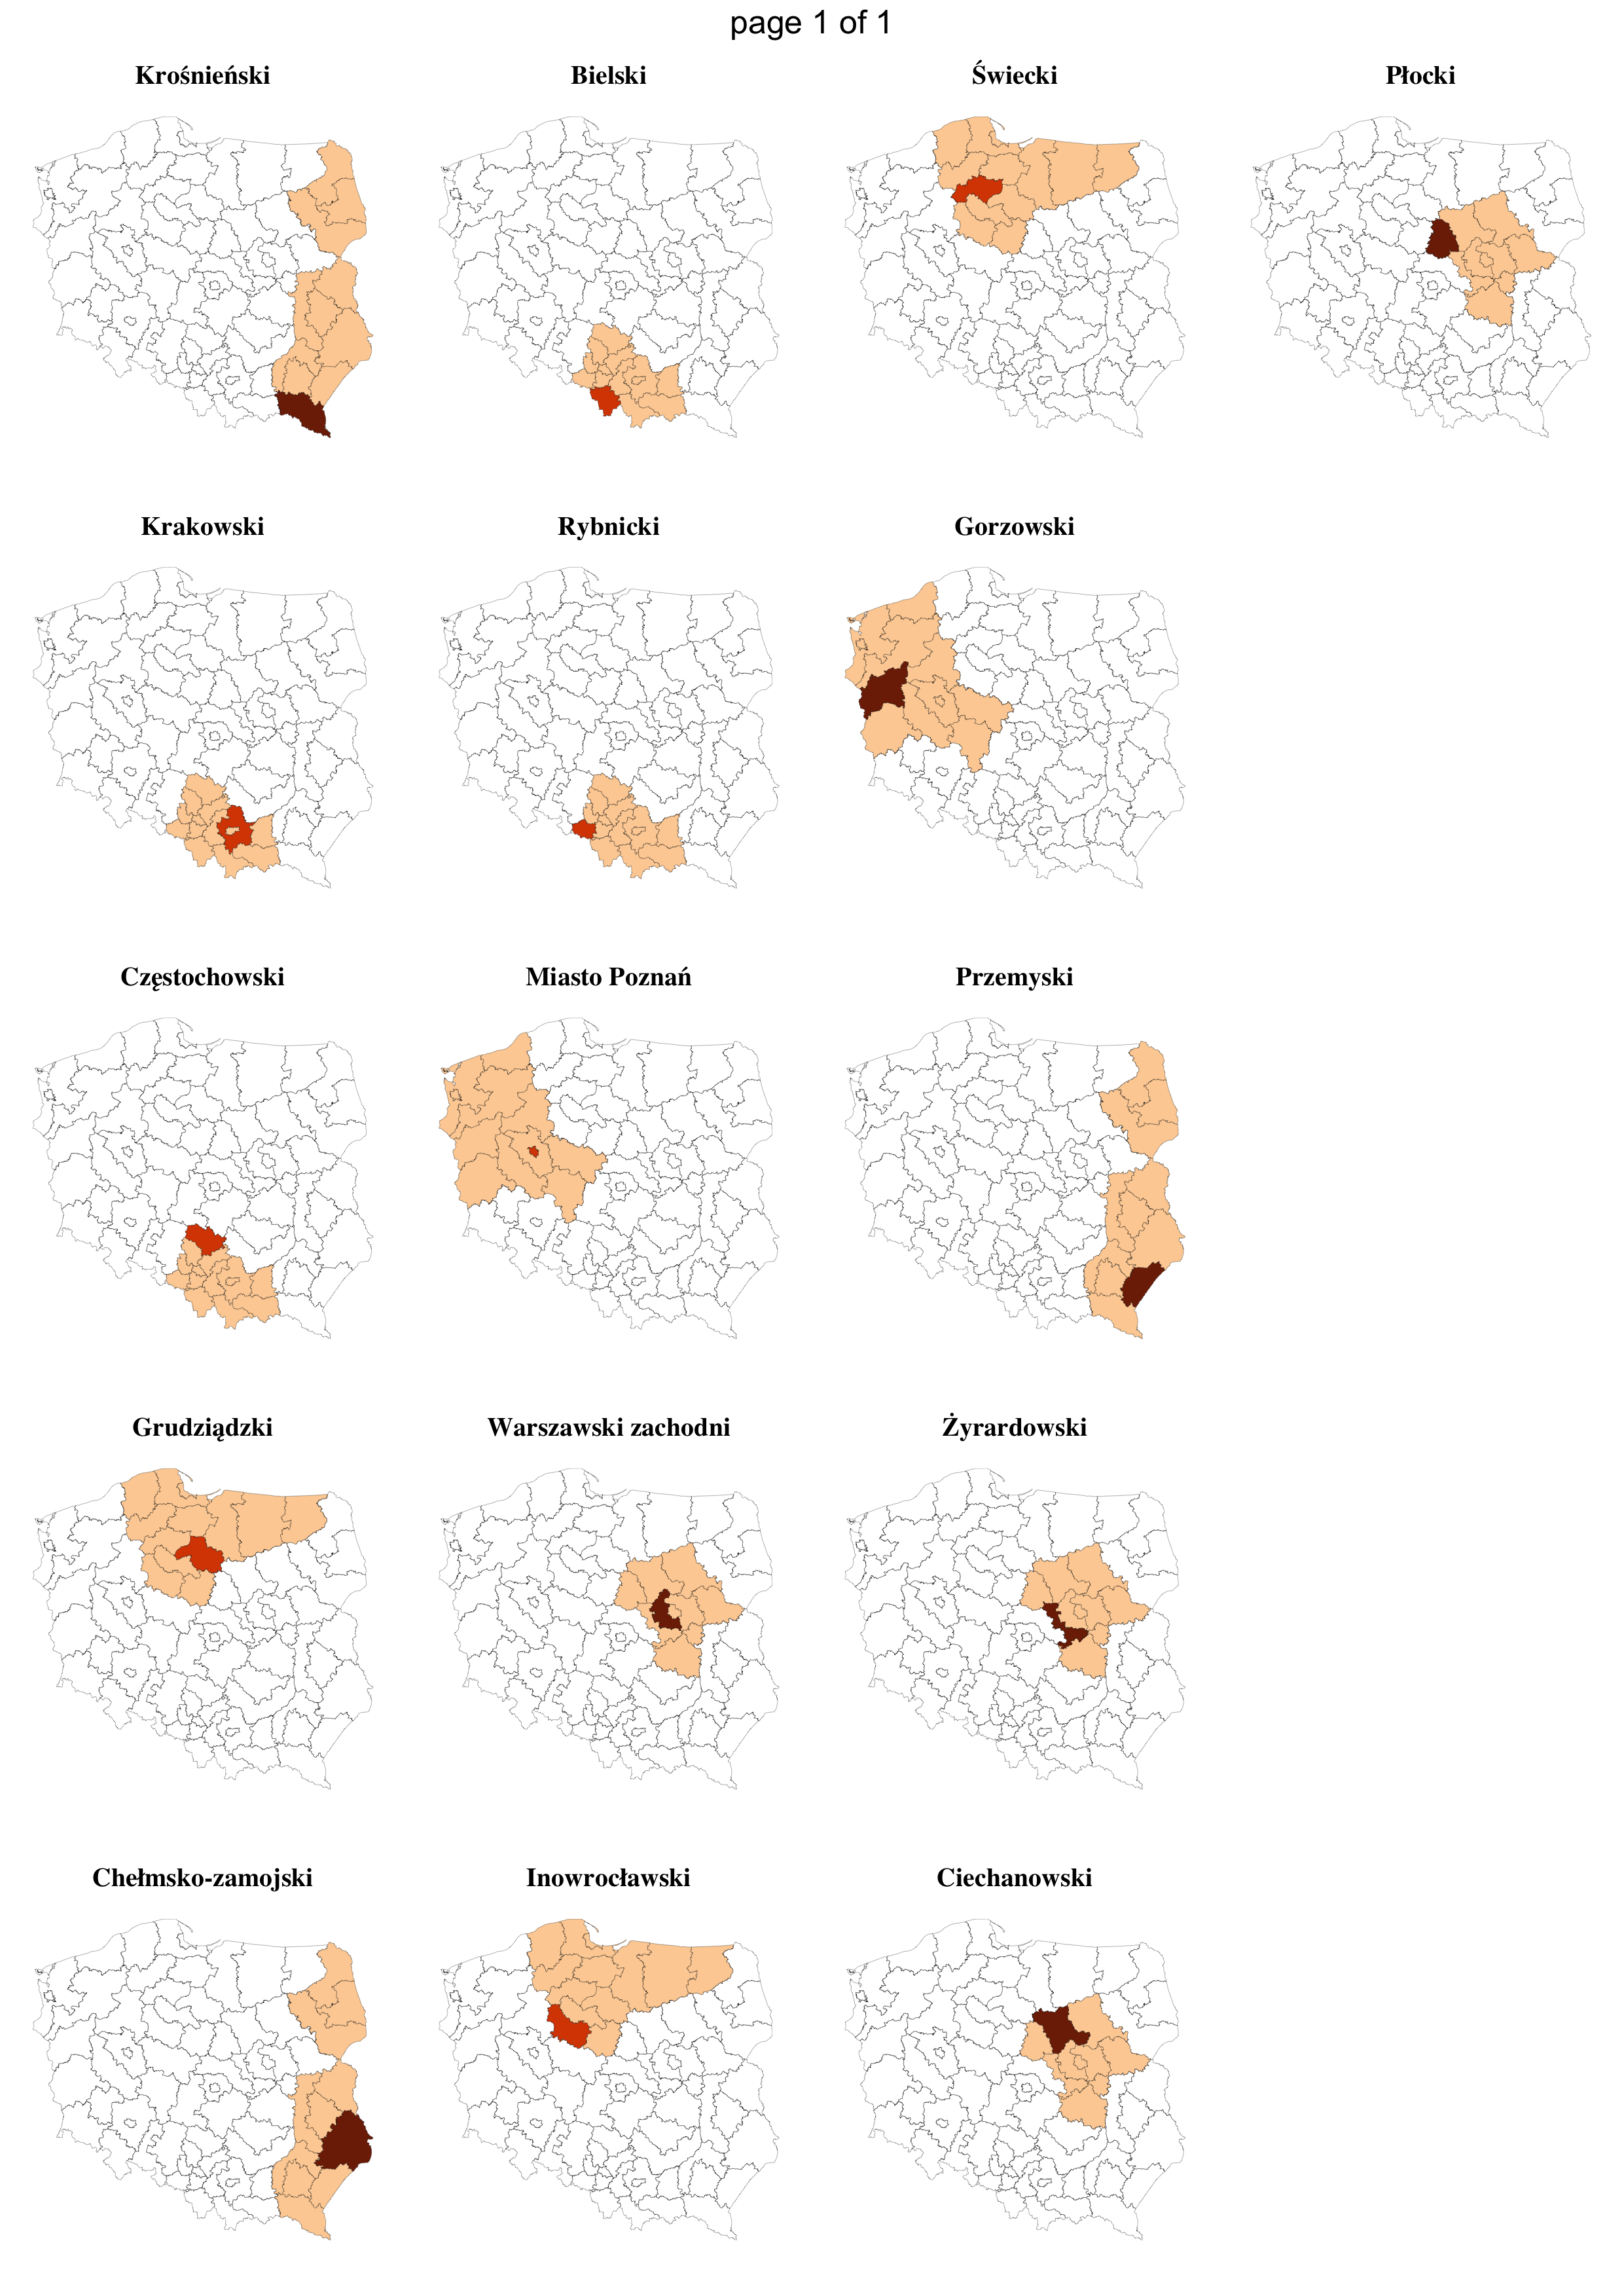 page 1 of 1
Krośnieński
Bielski
Świecki
Płocki
Krakowski
Rybnicki
Gorzowski
Częstochowski
Miasto Poznań
Przemyski
Grudziądzki
Warszawski zachodni
Żyrardowski
Chełmsko-zamojski
Inowrocławski
Ciechanowski